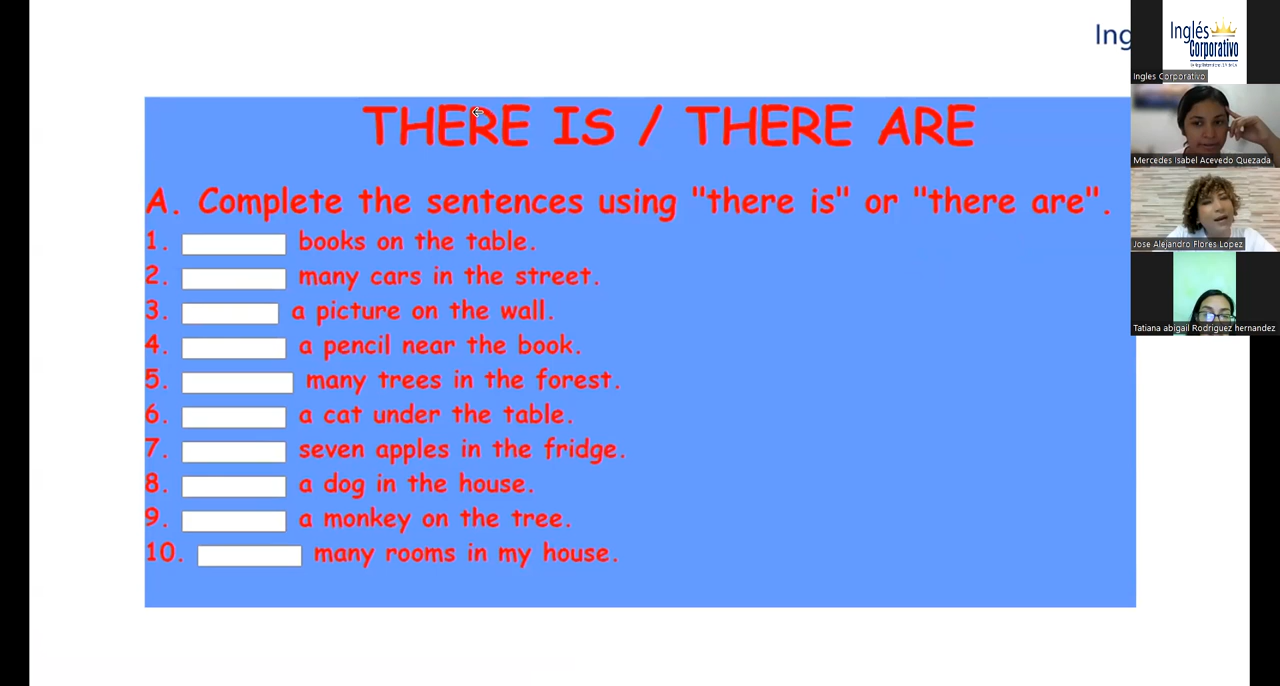 Ing
THERE IS / THERE ARE
A. Complete the sentences using "there is" or "there are".
1. books on the table.
2. many cars in the street.
3. a picture on the wall.
4. a pencil near the book.
5. many trees in the forest.
6. a cat under the table.
7. seven apples in the fridge.
8. a dog in the house.
9. a monkey on the tree.
10. many rooms in my house.
Inglés
Corporativo
Ingles Corporativo
Mercedes Isabel Acevedo Quezada
Jose Alejandro Flores Lopez
Tatiana abigail Rodriguez hernandez